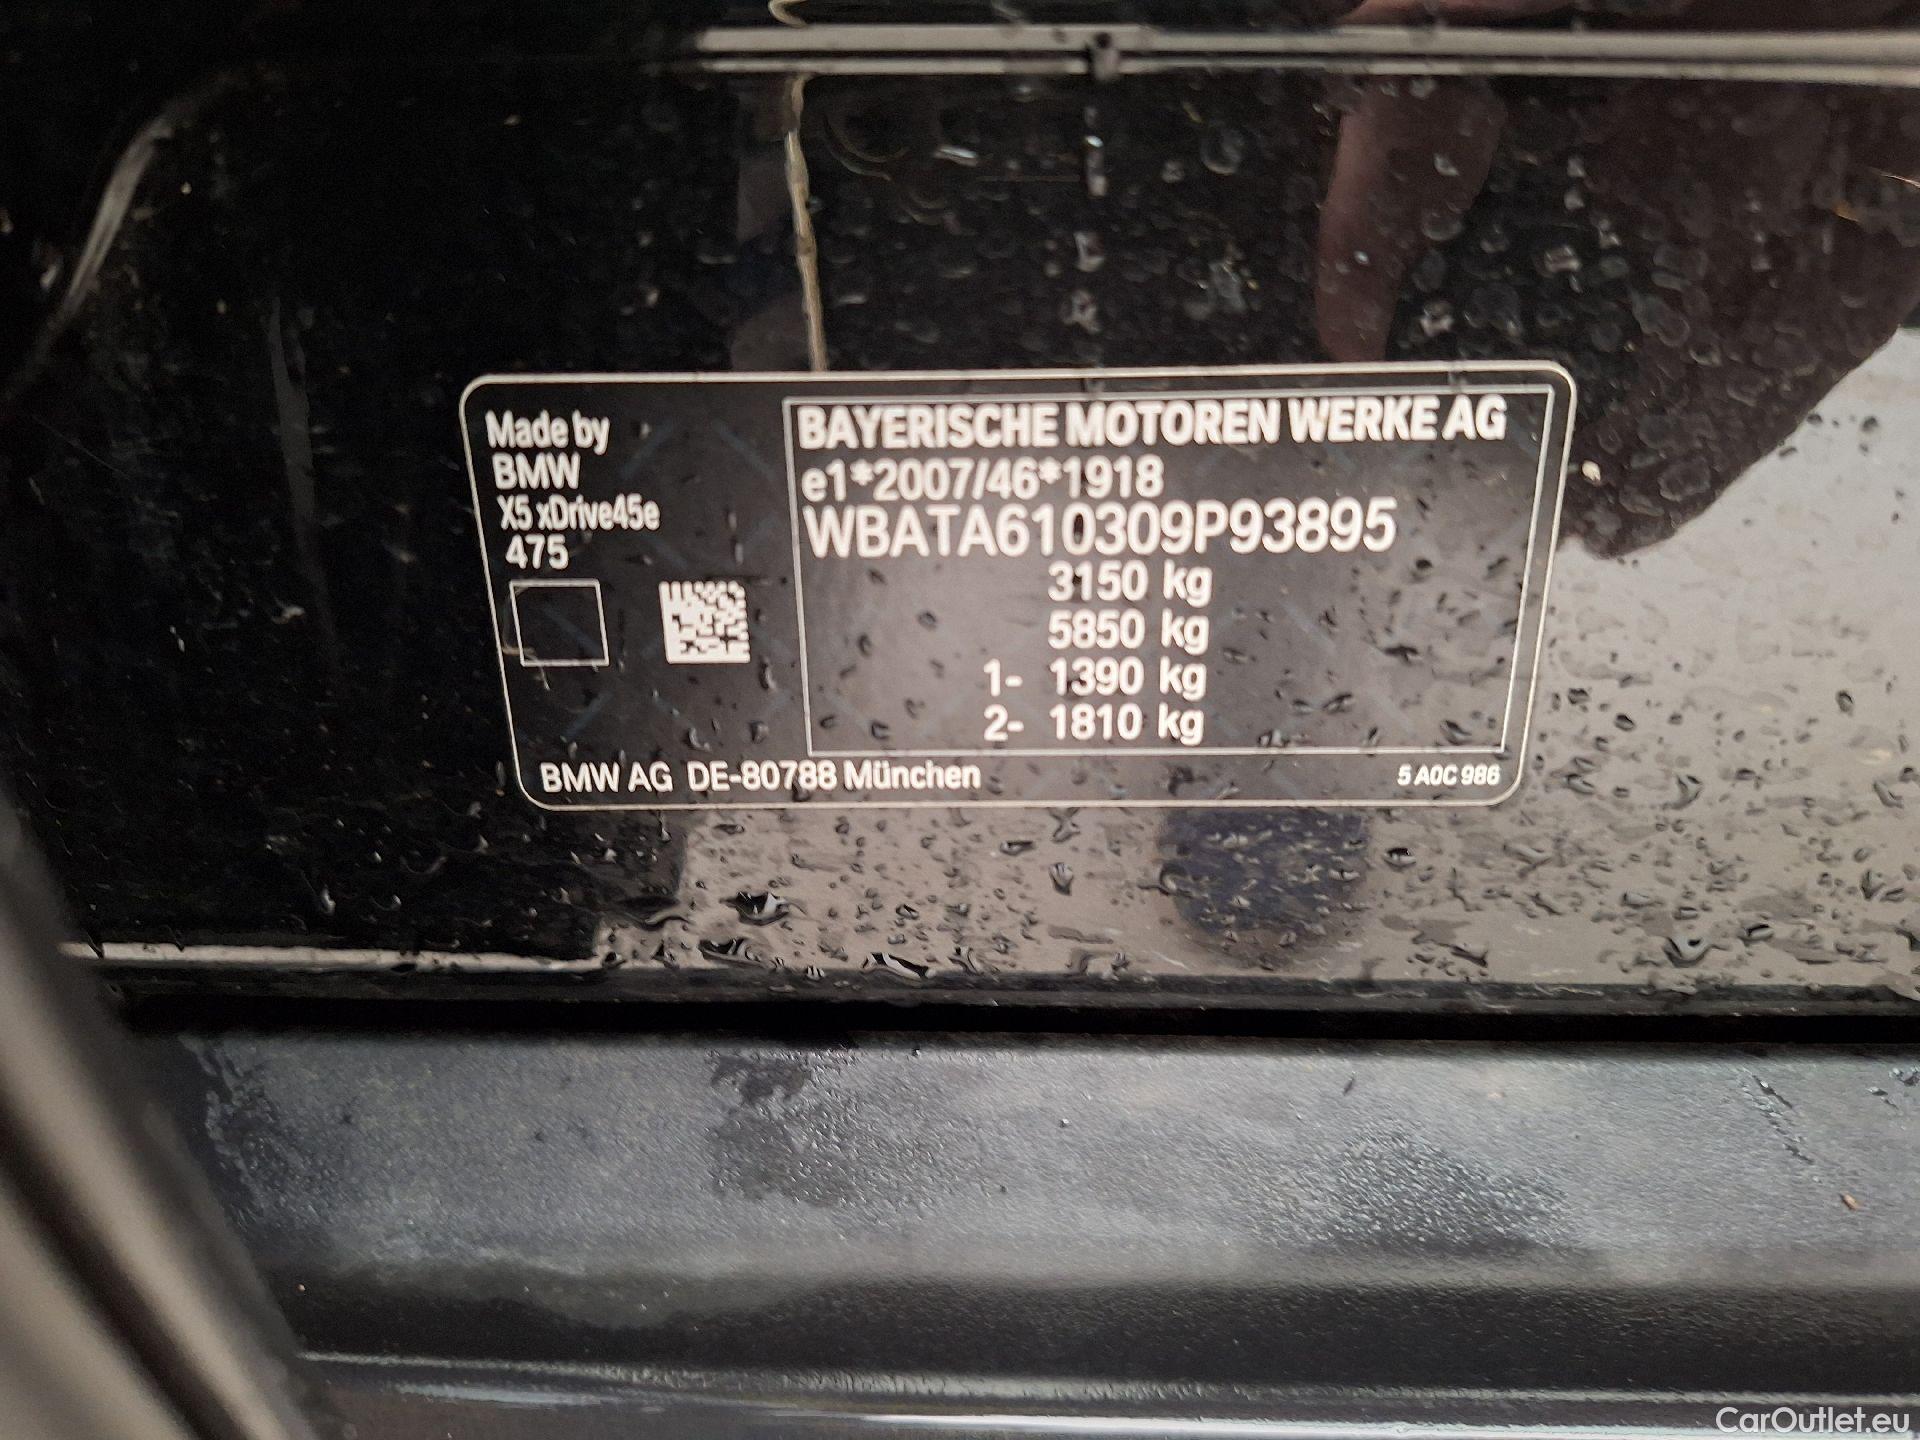 Made by
BMW
X5 xDrive45e
475
BAYERISCHE MOTOREN WERKE AG
e1*2007/46*1918
WBATA610309P93895
3150 kg
5850 kg
1- 1390 kg
2- 1810 kg
BMW AG DE-80788 München
5 A0C 986
CarOutlet.eu